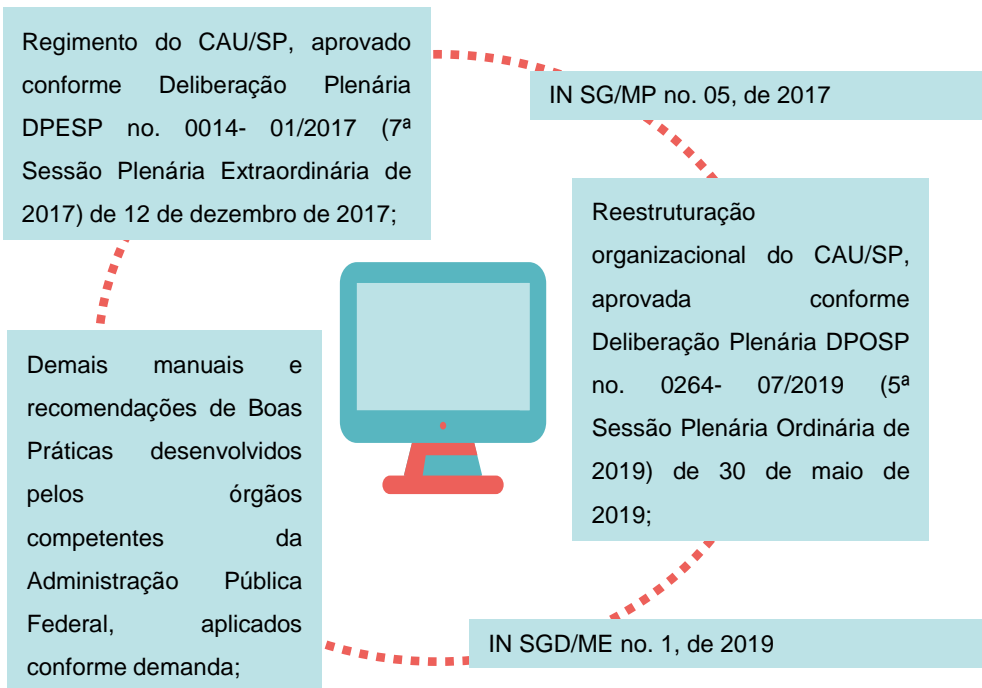 Regimento do CAU/SP, aprovado
conforme Deliberação Plenária
DPESP no. 0014- 01/2017 (7ª
Sessão Plenária Extraordinária de
2017) de 12 de dezembro de 2017;
IN SG/MP no. 05, de 2017
Reestruturação
organizacional do CAU/SP,
aprovada conforme
Deliberação Plenária DPOSP
no. 0264- 07/2019 (5ª
Sessão Plenária Ordinária de
2019) de 30 de maio de
2019;
IN SGD/ME no. 1, de 2019
Demais manuais e
recomendações de Boas
Práticas desenvolvidos
pelos órgãos
competentes da
Administração Pública
Federal, aplicados
conforme demanda;